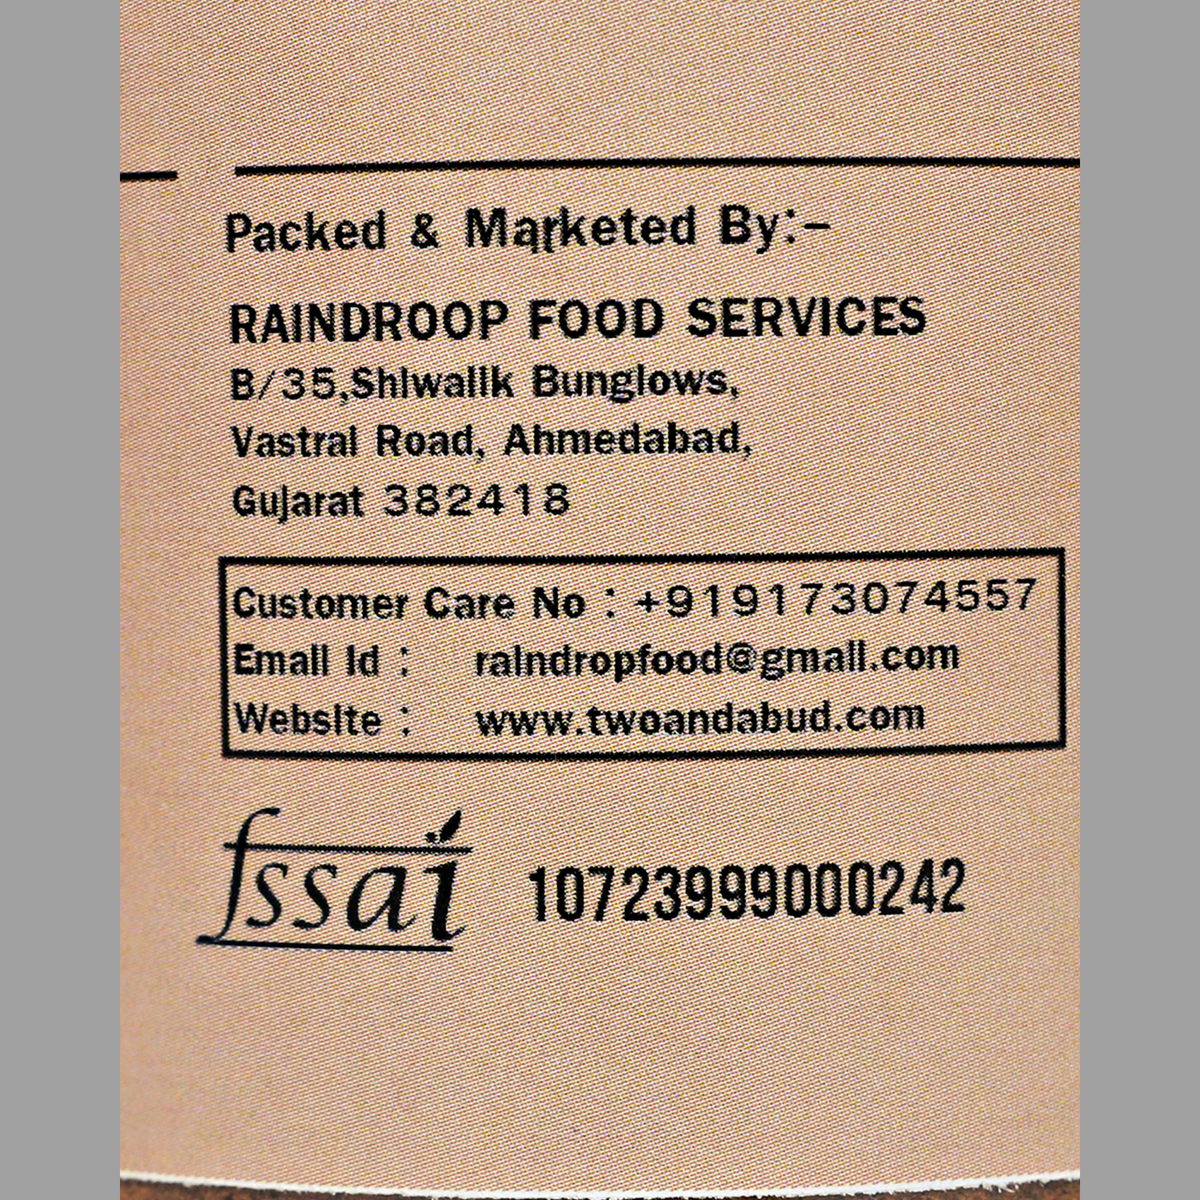 Packed & Marketed By:-
RAINDROOP FOOD SERVICES
B/35,Shiwalik Bunglows,
Vastral Road, Ahmedabad,
Gujarat 382418
Customer Care No : +919173074557
Email Id : raindropfood@gmail.com
Website : www.twoandabud.com
fssai 10723999000242